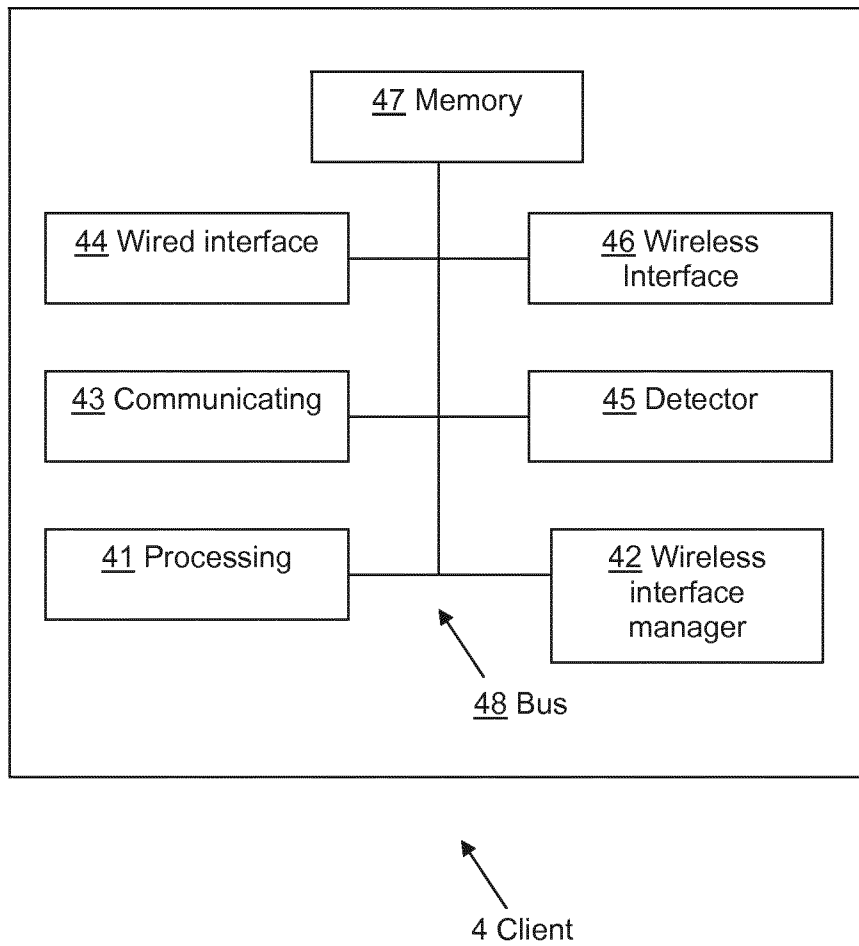 47 Memory
44 Wired interface
46 Wireless
Interface
43 Communicating
45 Detector
41 Processing
42 Wireless
interface
manager
48 Bus
4 Client